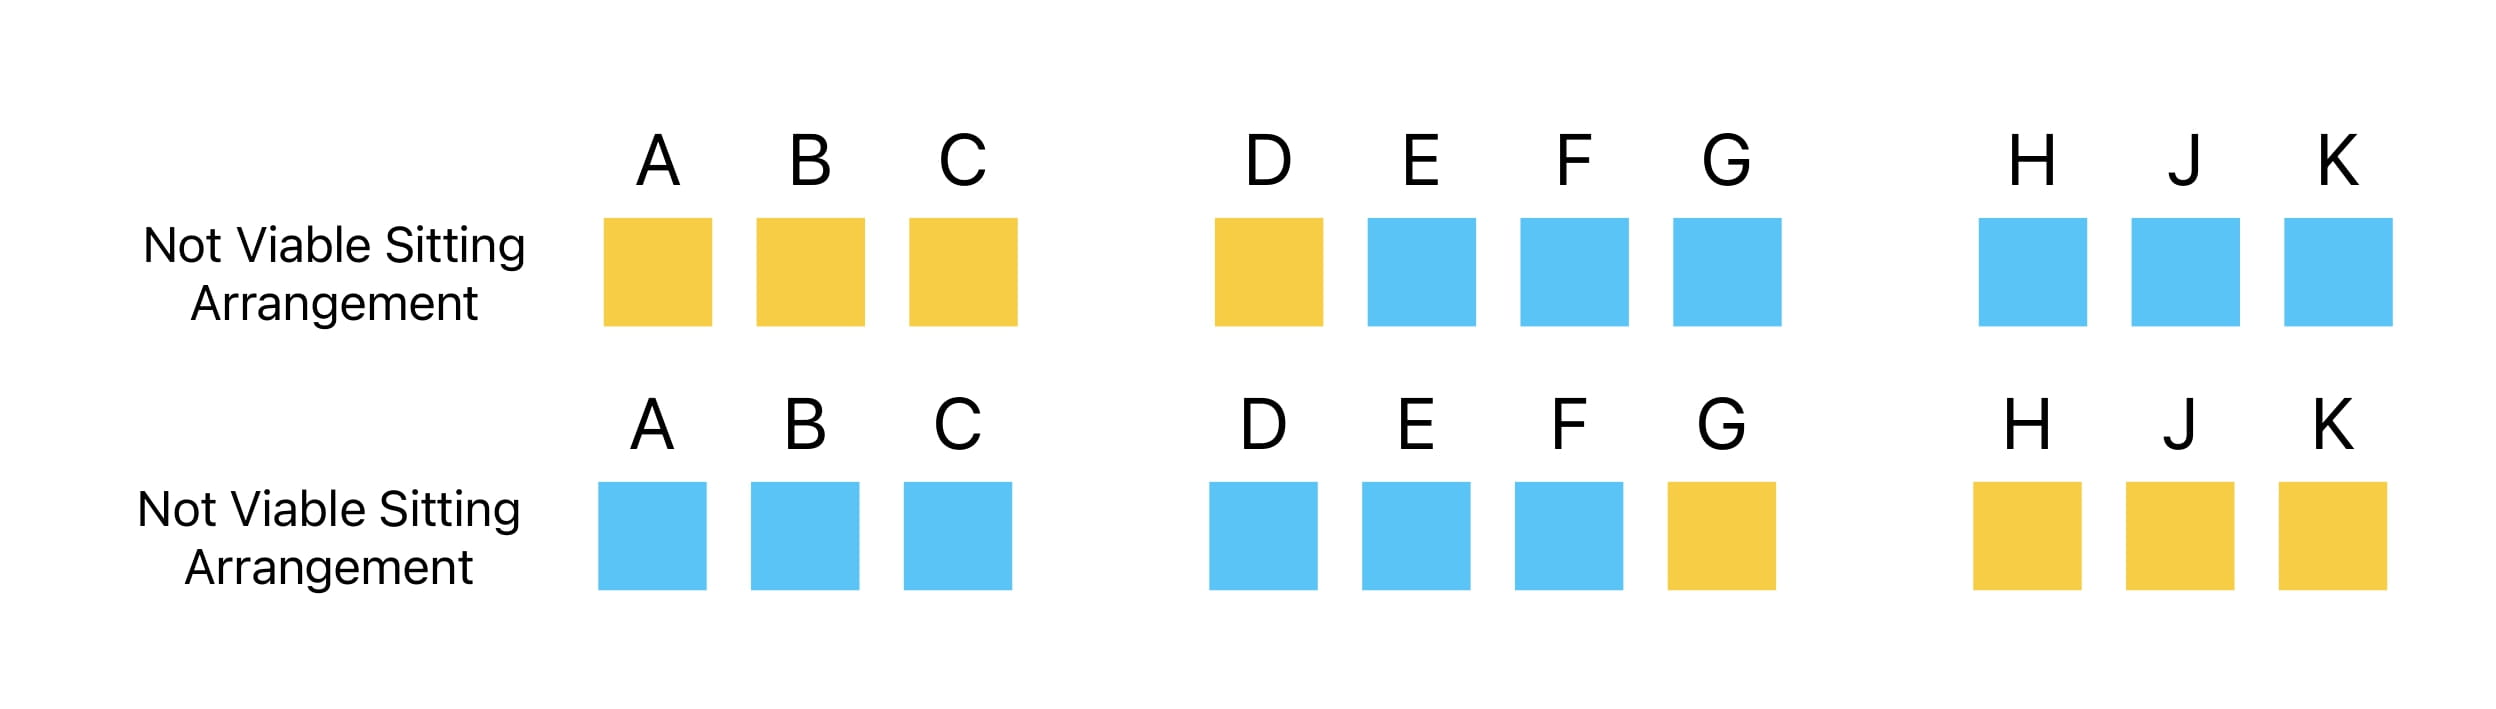 A B C D E F G H J K
Not Viable Sitting
Arrangement
A B C D E F G H J K
Not Viable Sitting
Arrangement